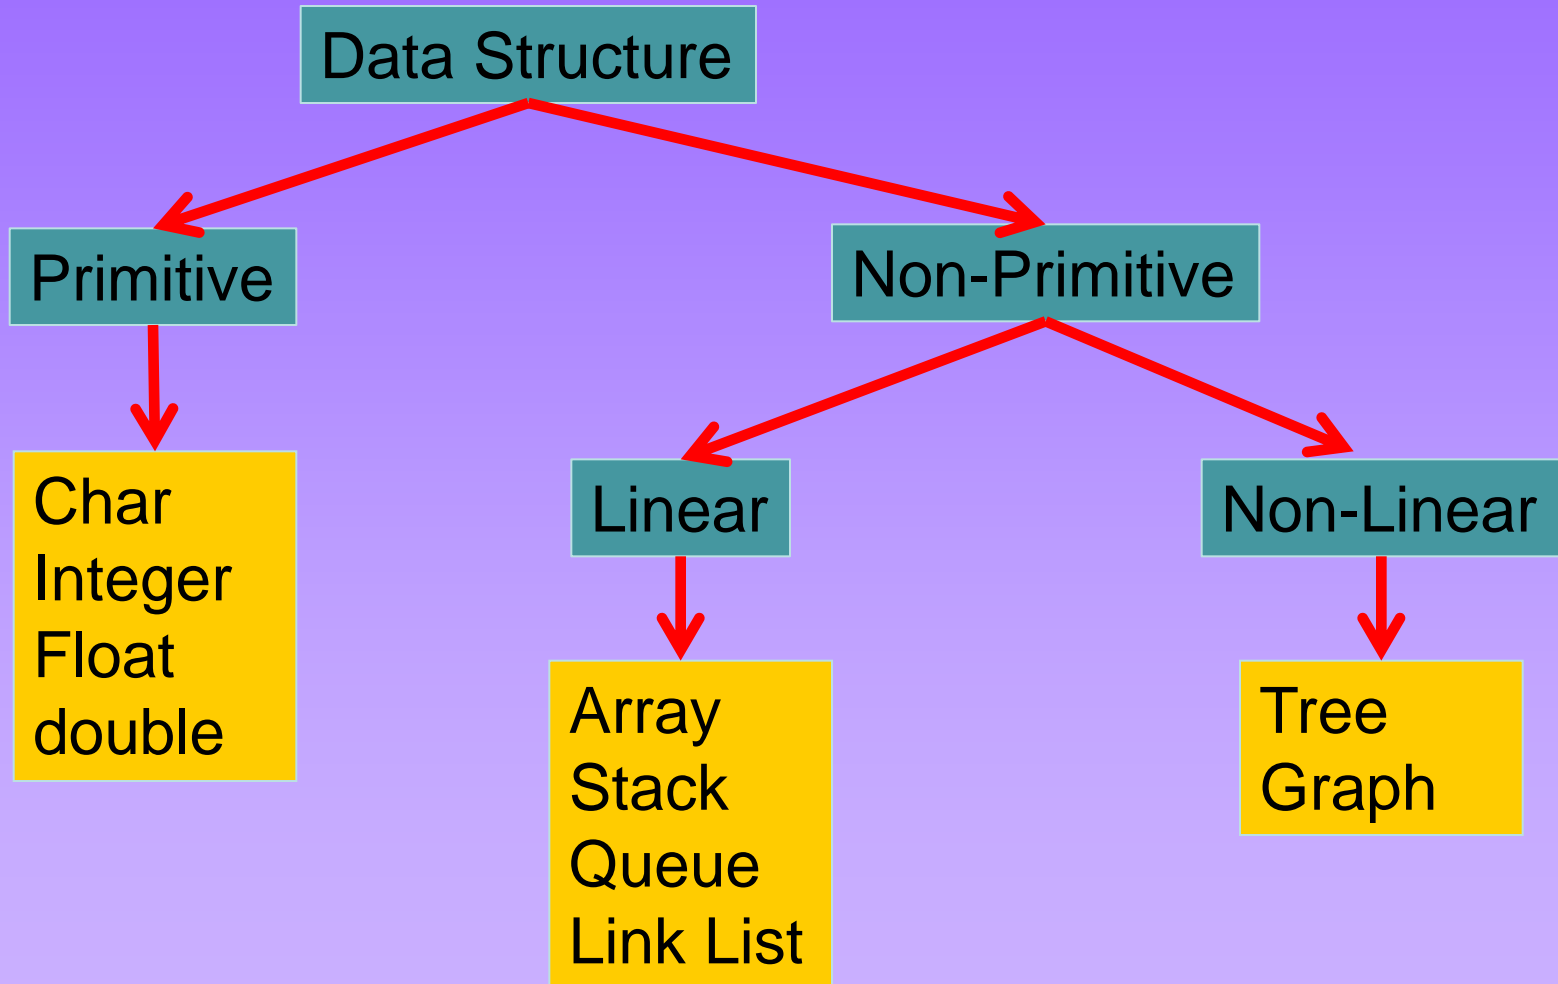 Data Structure
Primitive
Non-Primitive
Char
Integer
Float
double
Linear
Non-Linear
Array
Stack
Queue
Link List
Tree
Graph